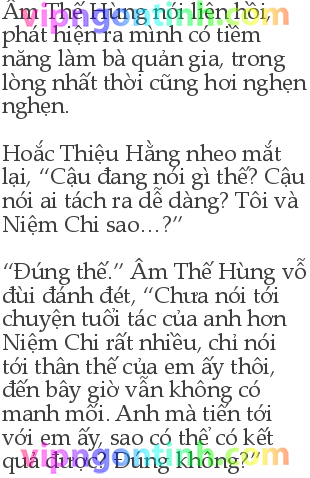 Âm Thế Hùng nói liên hồi,
vipngontinh.com
phát hiện ra mình có tiềm
năng làm bà quản gia, trong
lòng nhất thời cũng hơi nghẹn
nghẹn.
Hoắc Thiệu Hằng nheo mắt
lại, “Cậu đang nói gì thế? Cậu
nói ai tách ra dễ dàng? Tôi và
Niệm Chi sao...?”
“Đúng thế.” Âm Thế Hùng vỗ
đùi đánh đét, “Chưa nói tới
chuyện tuổi tác của anh hơn
Niệm Chi rất nhiều, chỉ nói
tới thân thế của em ấy thôi,
đến bây giờ vẫn không có
manh mối. Anh mà tiến tới
với em ấy, sao có thể có kết
vipngontinh.com
quả được? Đúng không?”